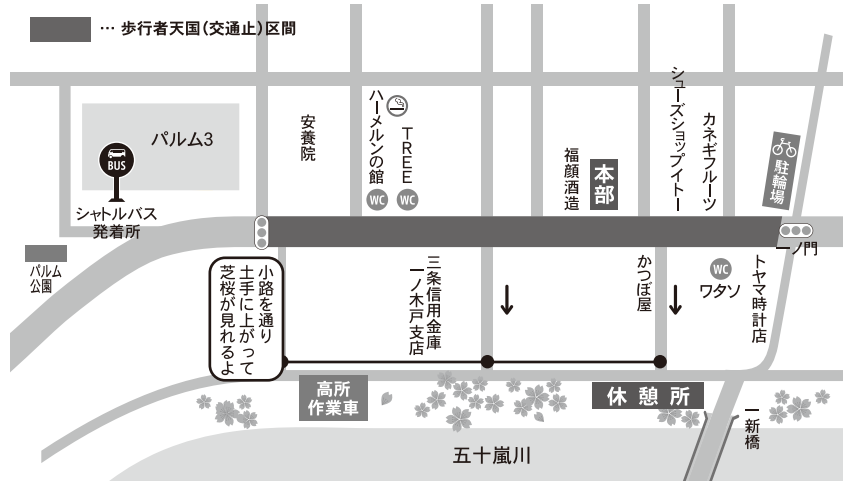 … 歩行者天国(交通止)区間
パルム3
BUS
シャトルバス
発着所
パルム
公園
安養院
ハーメルンの館
WC
TREE
WC
福顔酒造
本部
シューズショップイトー
カネギフルーツ
駐輪場
一ノ門
小路を通り
土手に上がって
芝桜が見れるよ
三条信用金庫
一ノ木戸支店
かつぼ屋
WC
ワタソ
トヤマ時計店
高所
作業車
休憩所
一新橋
五十嵐川